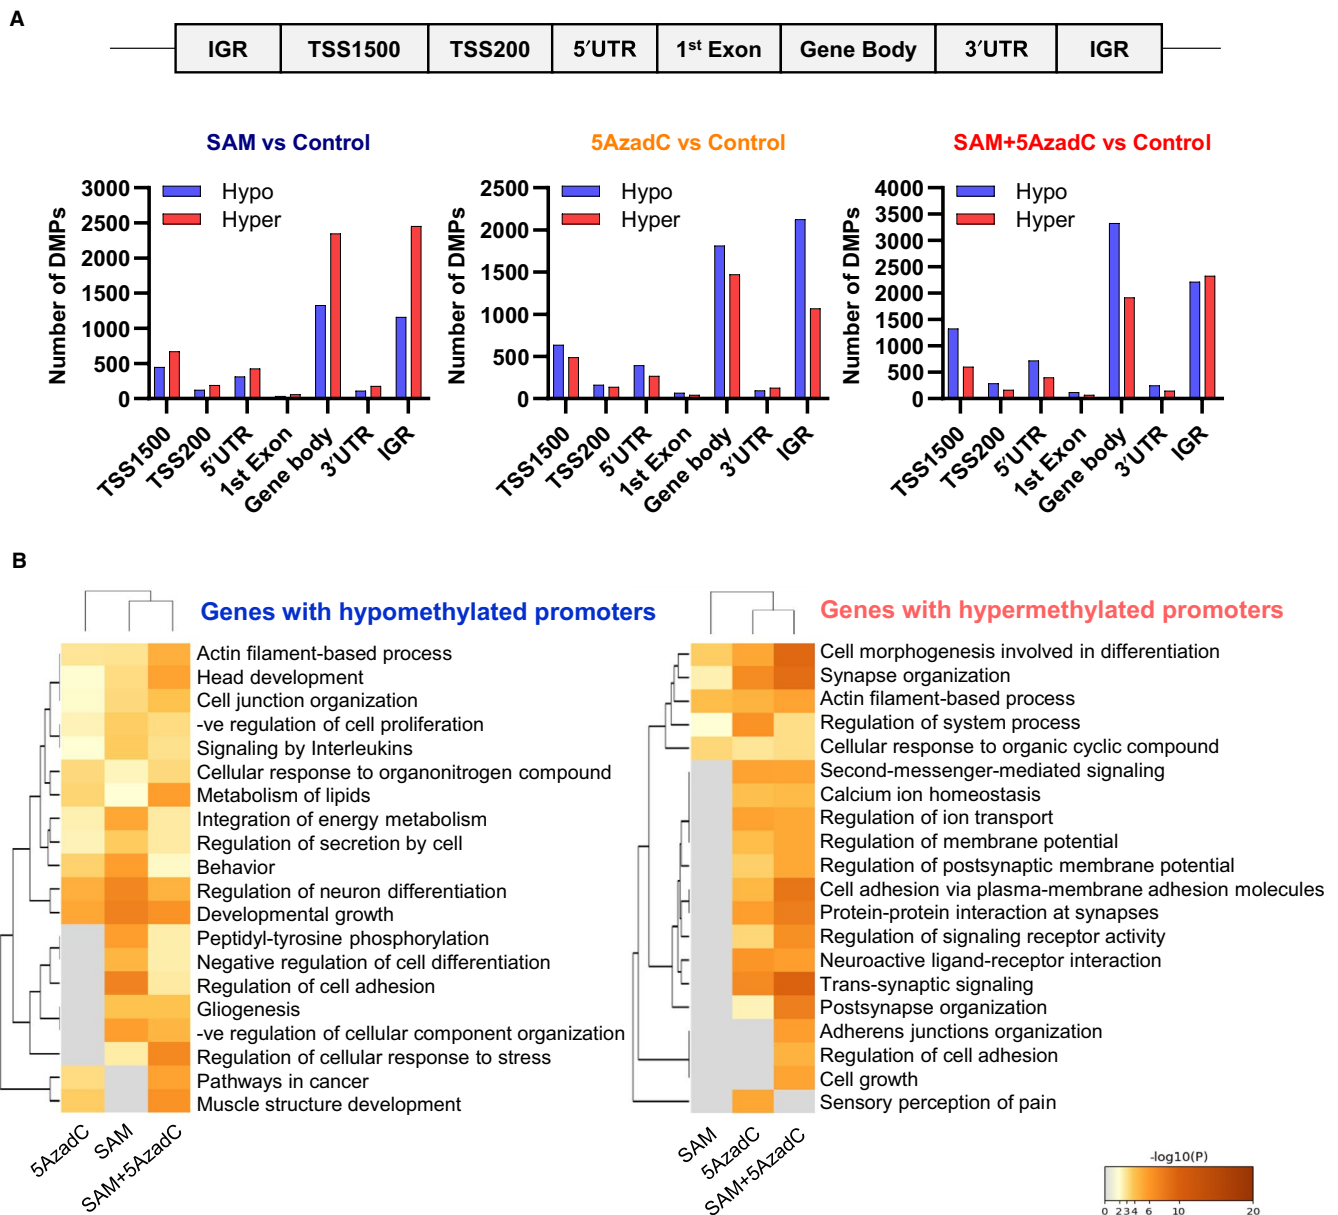 A
IGR TSS1500 TSS200 5′UTR 1st Exon Gene Body 3′UTR IGR
SAM vs Control
Number of DMPs
Hypo
Hyper
3000
2500
2000
1500
1000
500
0
TSS1500 TSS200 5′UTR 1st Exon Gene body 3′UTR IGR
5AzadC vs Control
Number of DMPs
Hypo
Hyper
2500
2000
1500
1000
500
0
TSS1500 TSS200 5′UTR 1st Exon Gene body 3′UTR IGR
SAM+5AzadC vs Control
Number of DMPs
Hypo
Hyper
4000
3500
3000
2500
2000
1500
1000
500
0
TSS1500 TSS200 5′UTR 1st Exon Gene body 3′UTR IGR
B
Genes with hypomethylated promoters
Actin filament-based process
Head development
Cell junction organization
-ve regulation of cell proliferation
Signaling by Interleukins
Cellular response to organonitrogen compound
Metabolism of lipids
Integration of energy metabolism
Regulation of secretion by cell
Behavior
Regulation of neuron differentiation
Developmental growth
Peptidyl-tyrosine phosphorylation
Negative regulation of cell differentiation
Regulation of cell adhesion
Gliogenesis
-ve regulation of cellular component organization
Regulation of cellular response to stress
Pathways in cancer
Muscle structure development
5AzadC SAM SAM+5AzadC
Genes with hypermethylated promoters
Cell morphogenesis involved in differentiation
Synapse organization
Actin filament-based process
Regulation of system process
Cellular response to organic cyclic compound
Second-messenger-mediated signaling
Calcium ion homeostasis
Regulation of ion transport
Regulation of membrane potential
Regulation of postsynaptic membrane potential
Cell adhesion via plasma-membrane adhesion molecules
Protein-protein interaction at synapses
Regulation of signaling receptor activity
Neuroactive ligand-receptor interaction
Trans-synaptic signaling
Postsynapse organization
Adherens junctions organization
Regulation of cell adhesion
Cell growth
Sensory perception of pain
SAM 5AzadC SAM+5AzadC
-log10(P)
0 2 3 4 6 10 20